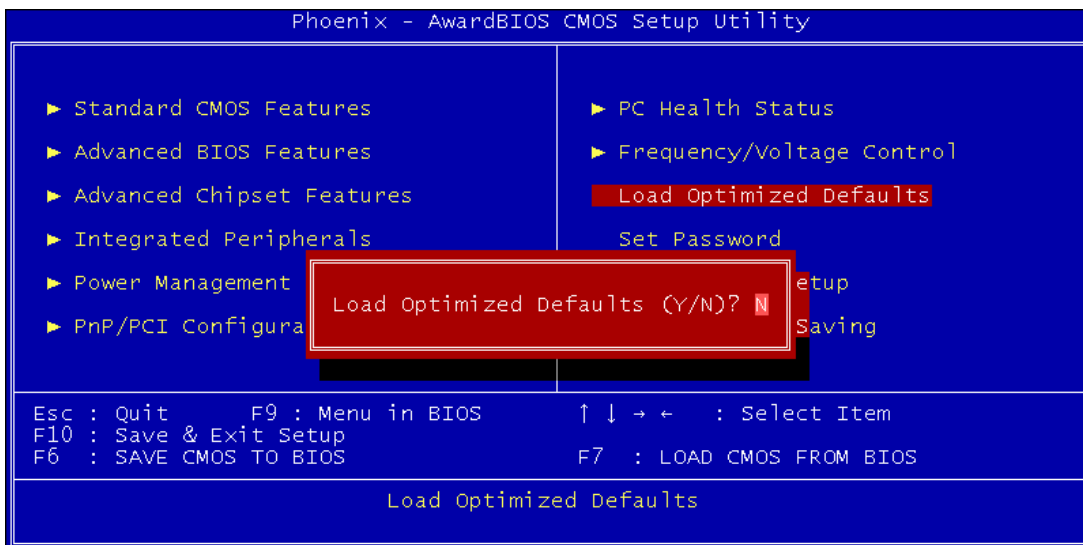 Phoenix - AwardBIOS CMOS Setup Utility
► Standard CMOS Features
► Advanced BIOS Features
► Advanced Chipset Features
► Integrated Peripherals
► Power Management
► PnP/PCI Configura
► PC Health Status
► Frequency/Voltage Control
Load Optimized Defaults
Set Password
etup
Saving
Load Optimized Defaults (Y/N)? N
Esc : Quit F9 : Menu in BIOS ↑ ↓ → ← : Select Item
F10 : Save & Exit Setup
F6 : SAVE CMOS TO BIOS F7 : LOAD CMOS FROM BIOS
Load Optimized Defaults